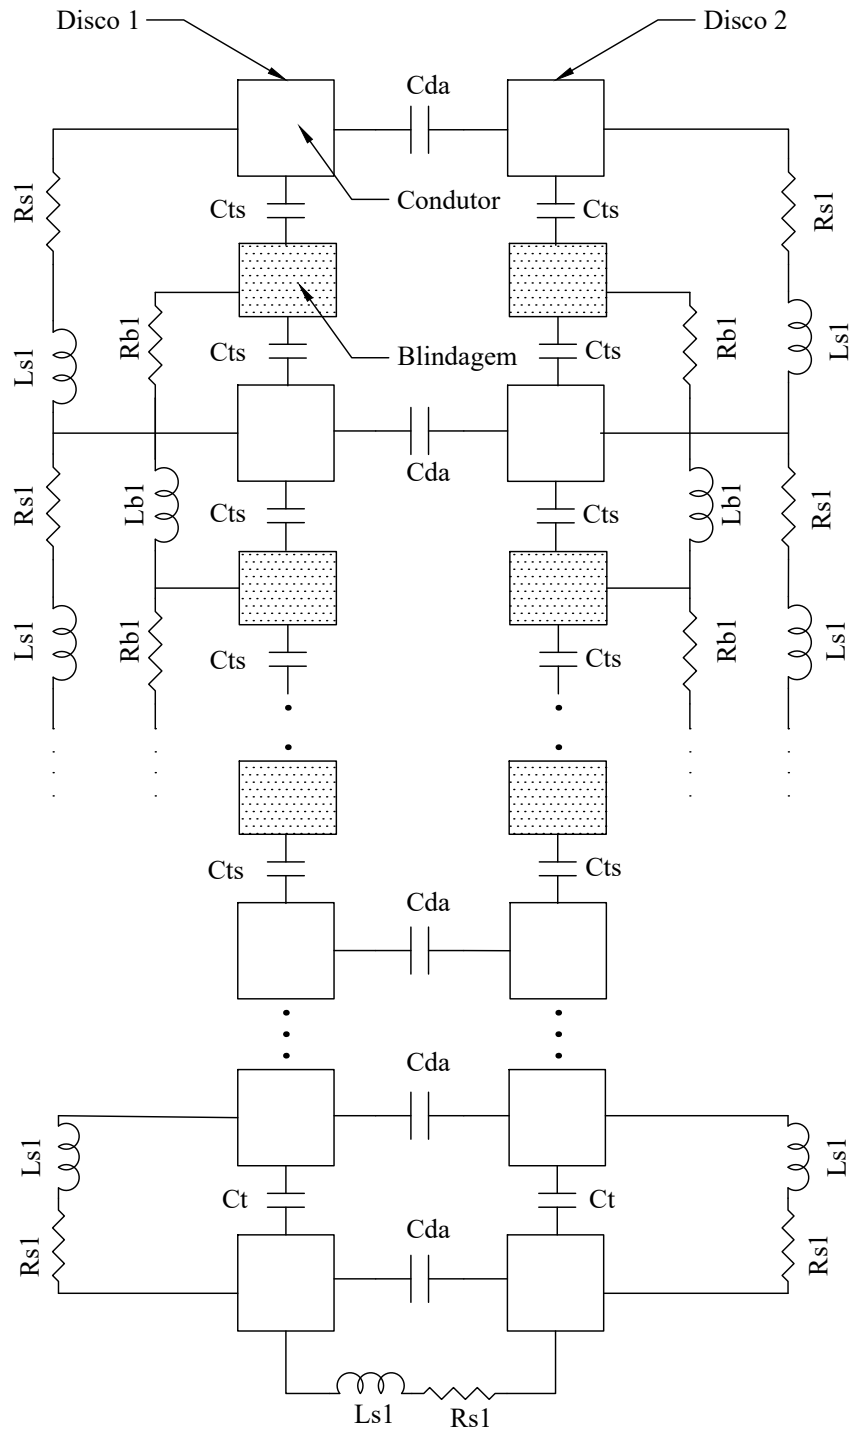 Disco 1
Disco 2
Cda
Rs1
Cts
Condutor
Cts
Rs1
Ls1
Rb1
Cts
Blindagem
Cts
Rb1
Ls1
Cda
Rs1
Lb1
Cts
Cts
Lb1
Rs1
Ls1
Rb1
Cts
Cts
Rb1
Ls1
Cts
Cts
Cda
Cda
Ls1
Ls1
Ct
Ct
Cda
Rs1
Rs1
Ls1
Rs1